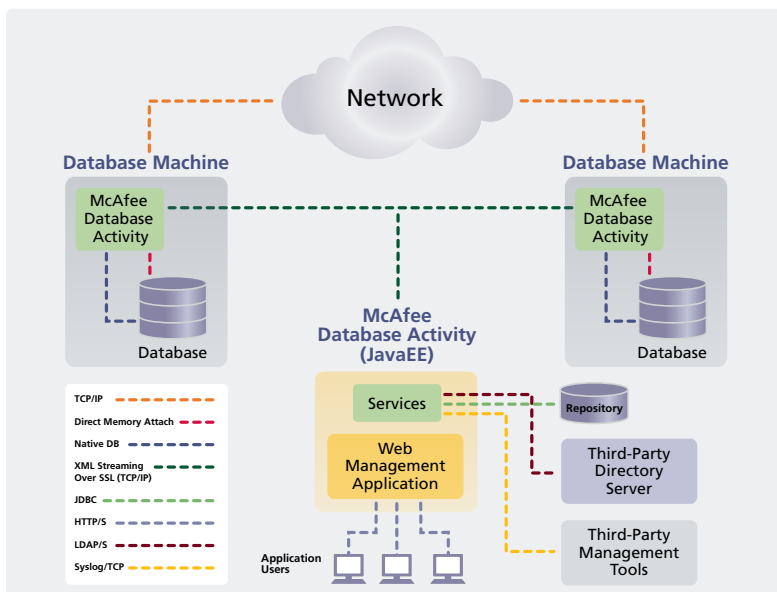 Network
Database Machine
Database Machine
McAfee
Database
Activity
McAfee
Database
Activity
Database
Database
McAfee
Database Activity
(JavaEE)
Services
Web
Management
Application
Repository
Third-Party
Directory
Server
Third-Party
Management
Tools
Application
Users
TCP/IP
Direct Memory Attach
Native DB
XML Streaming
Over SSL (TCP/IP)
JDBC
HTTP/S
LDAP/S
Syslog/TCP